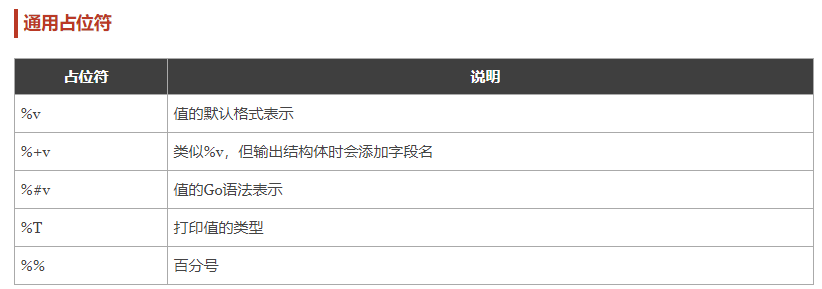 通用占位符
占位符 说明
%v 值的默认格式表示
%+v 类似%v，但输出结构体时会添加字段名
%#v 值的Go语法表示
%T 打印值的类型
%% 百分号